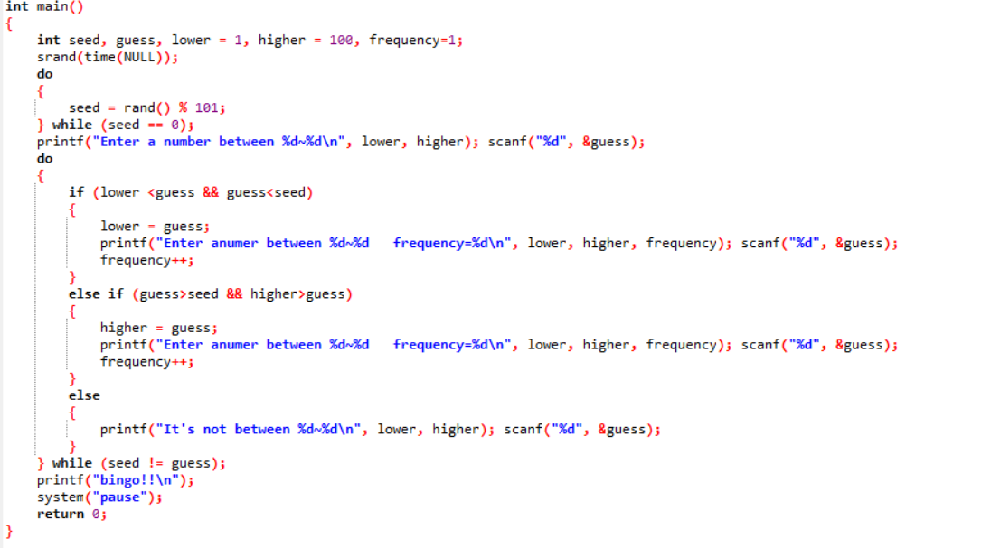 int main()
{
    int seed, guess, lower = 1, higher = 100, frequency=1;
    srand(time(NULL));
    do
    {
        seed = rand() % 101;
    } while (seed == 0);
    printf("Enter a number between %d~%d\n", lower, higher); scanf("%d", &guess);
    do
    {
        if (lower <guess && guess<seed)
        {
            lower = guess;
            printf("Enter anumer between %d~%d   frequency=%d\n", lower, higher, frequency); scanf("%d", &guess);
            frequency++;
        }
        else if (guess>seed && higher>guess)
        {
            higher = guess;
            printf("Enter anumer between %d~%d   frequency=%d\n", lower, higher, frequency); scanf("%d", &guess);
            frequency++;
        }
        else
        {
            printf("It's not between %d~%d\n", lower, higher); scanf("%d", &guess);
        }
    } while (seed != guess);
    printf("bingo!!\n");
    system("pause");
    return 0;
}